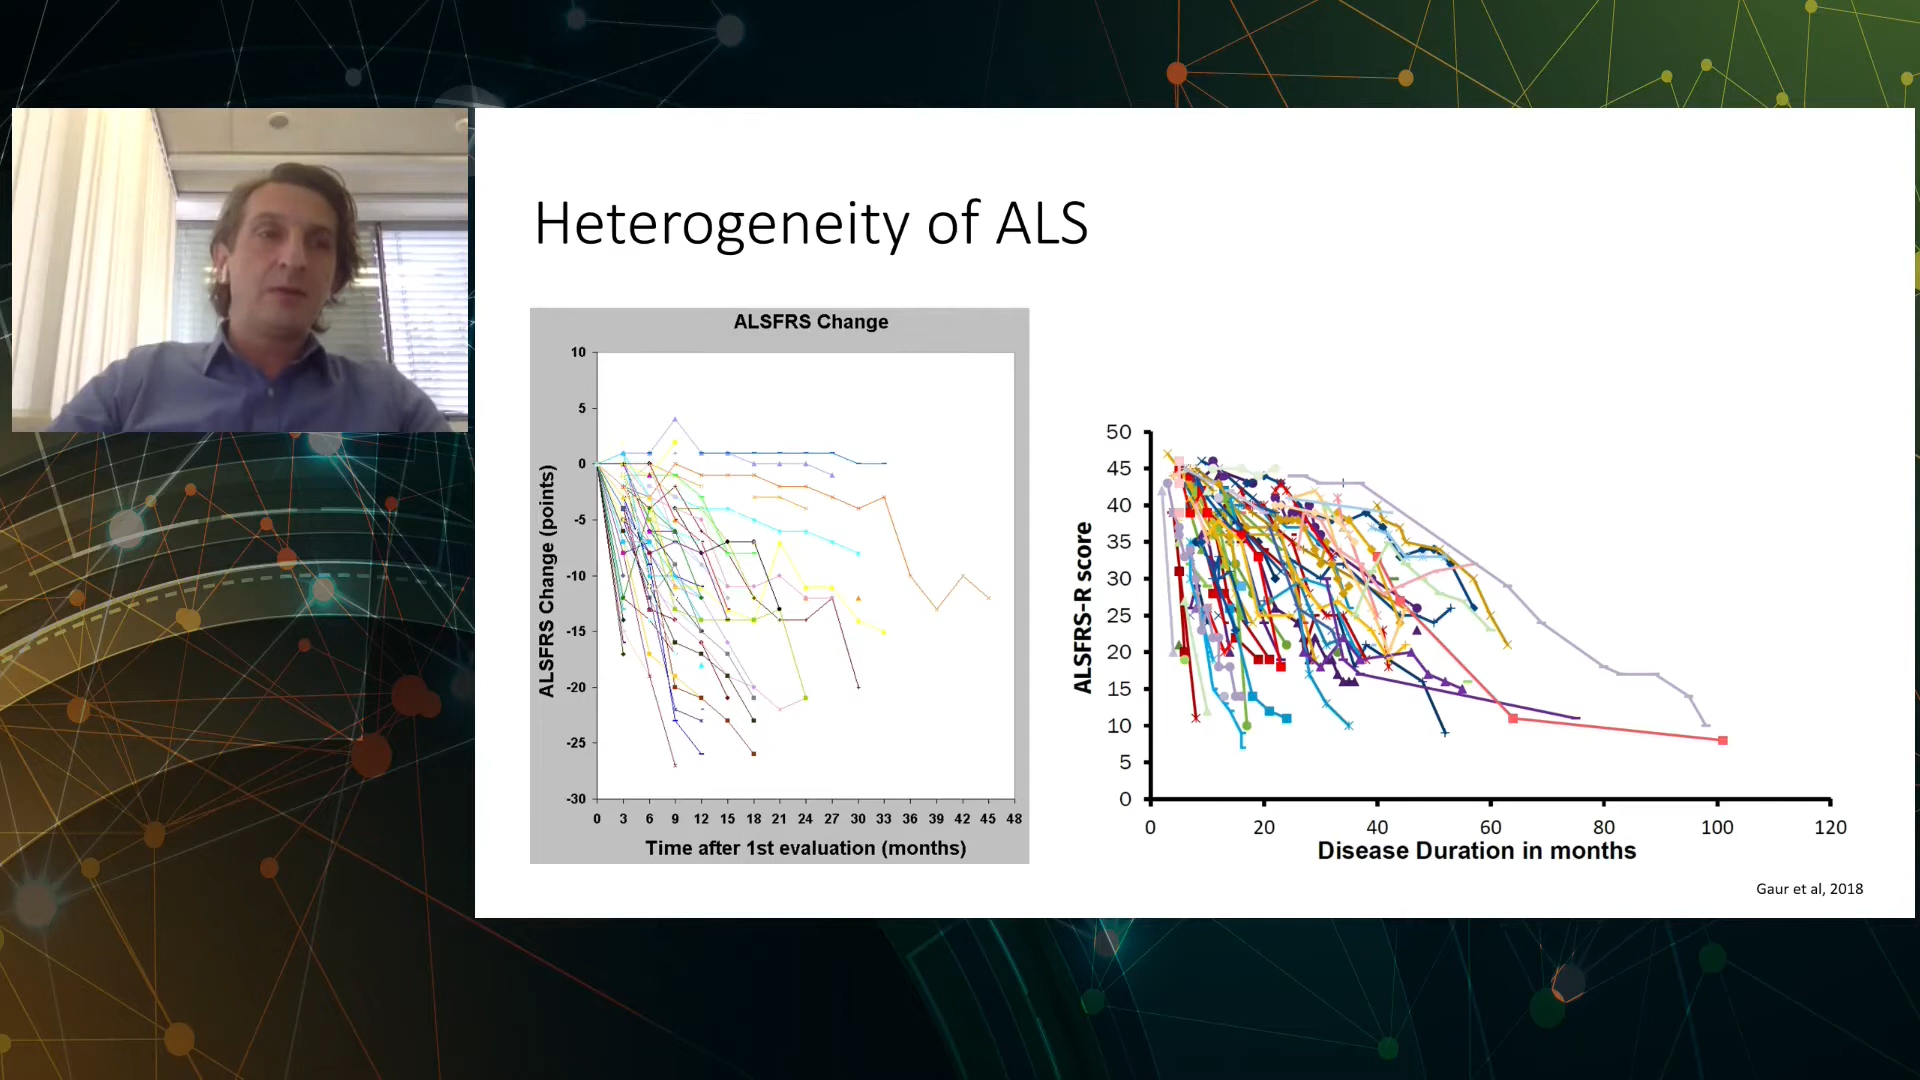 Heterogeneity of ALS
ALSFRS Change
10
5
0
-5
-10
-15
-20
-25
-30
ALSFRS Change (points)
0 3 6 9 12 15 18 21 24 27 30 33 36 39 42 45 48
Time after 1st evaluation (months)
50
45
40
35
30
25
20
15
10
5
0
ALSFRS-R score
0 20 40 60 80 100 120
Disease Duration in months
Gaur et al, 2018